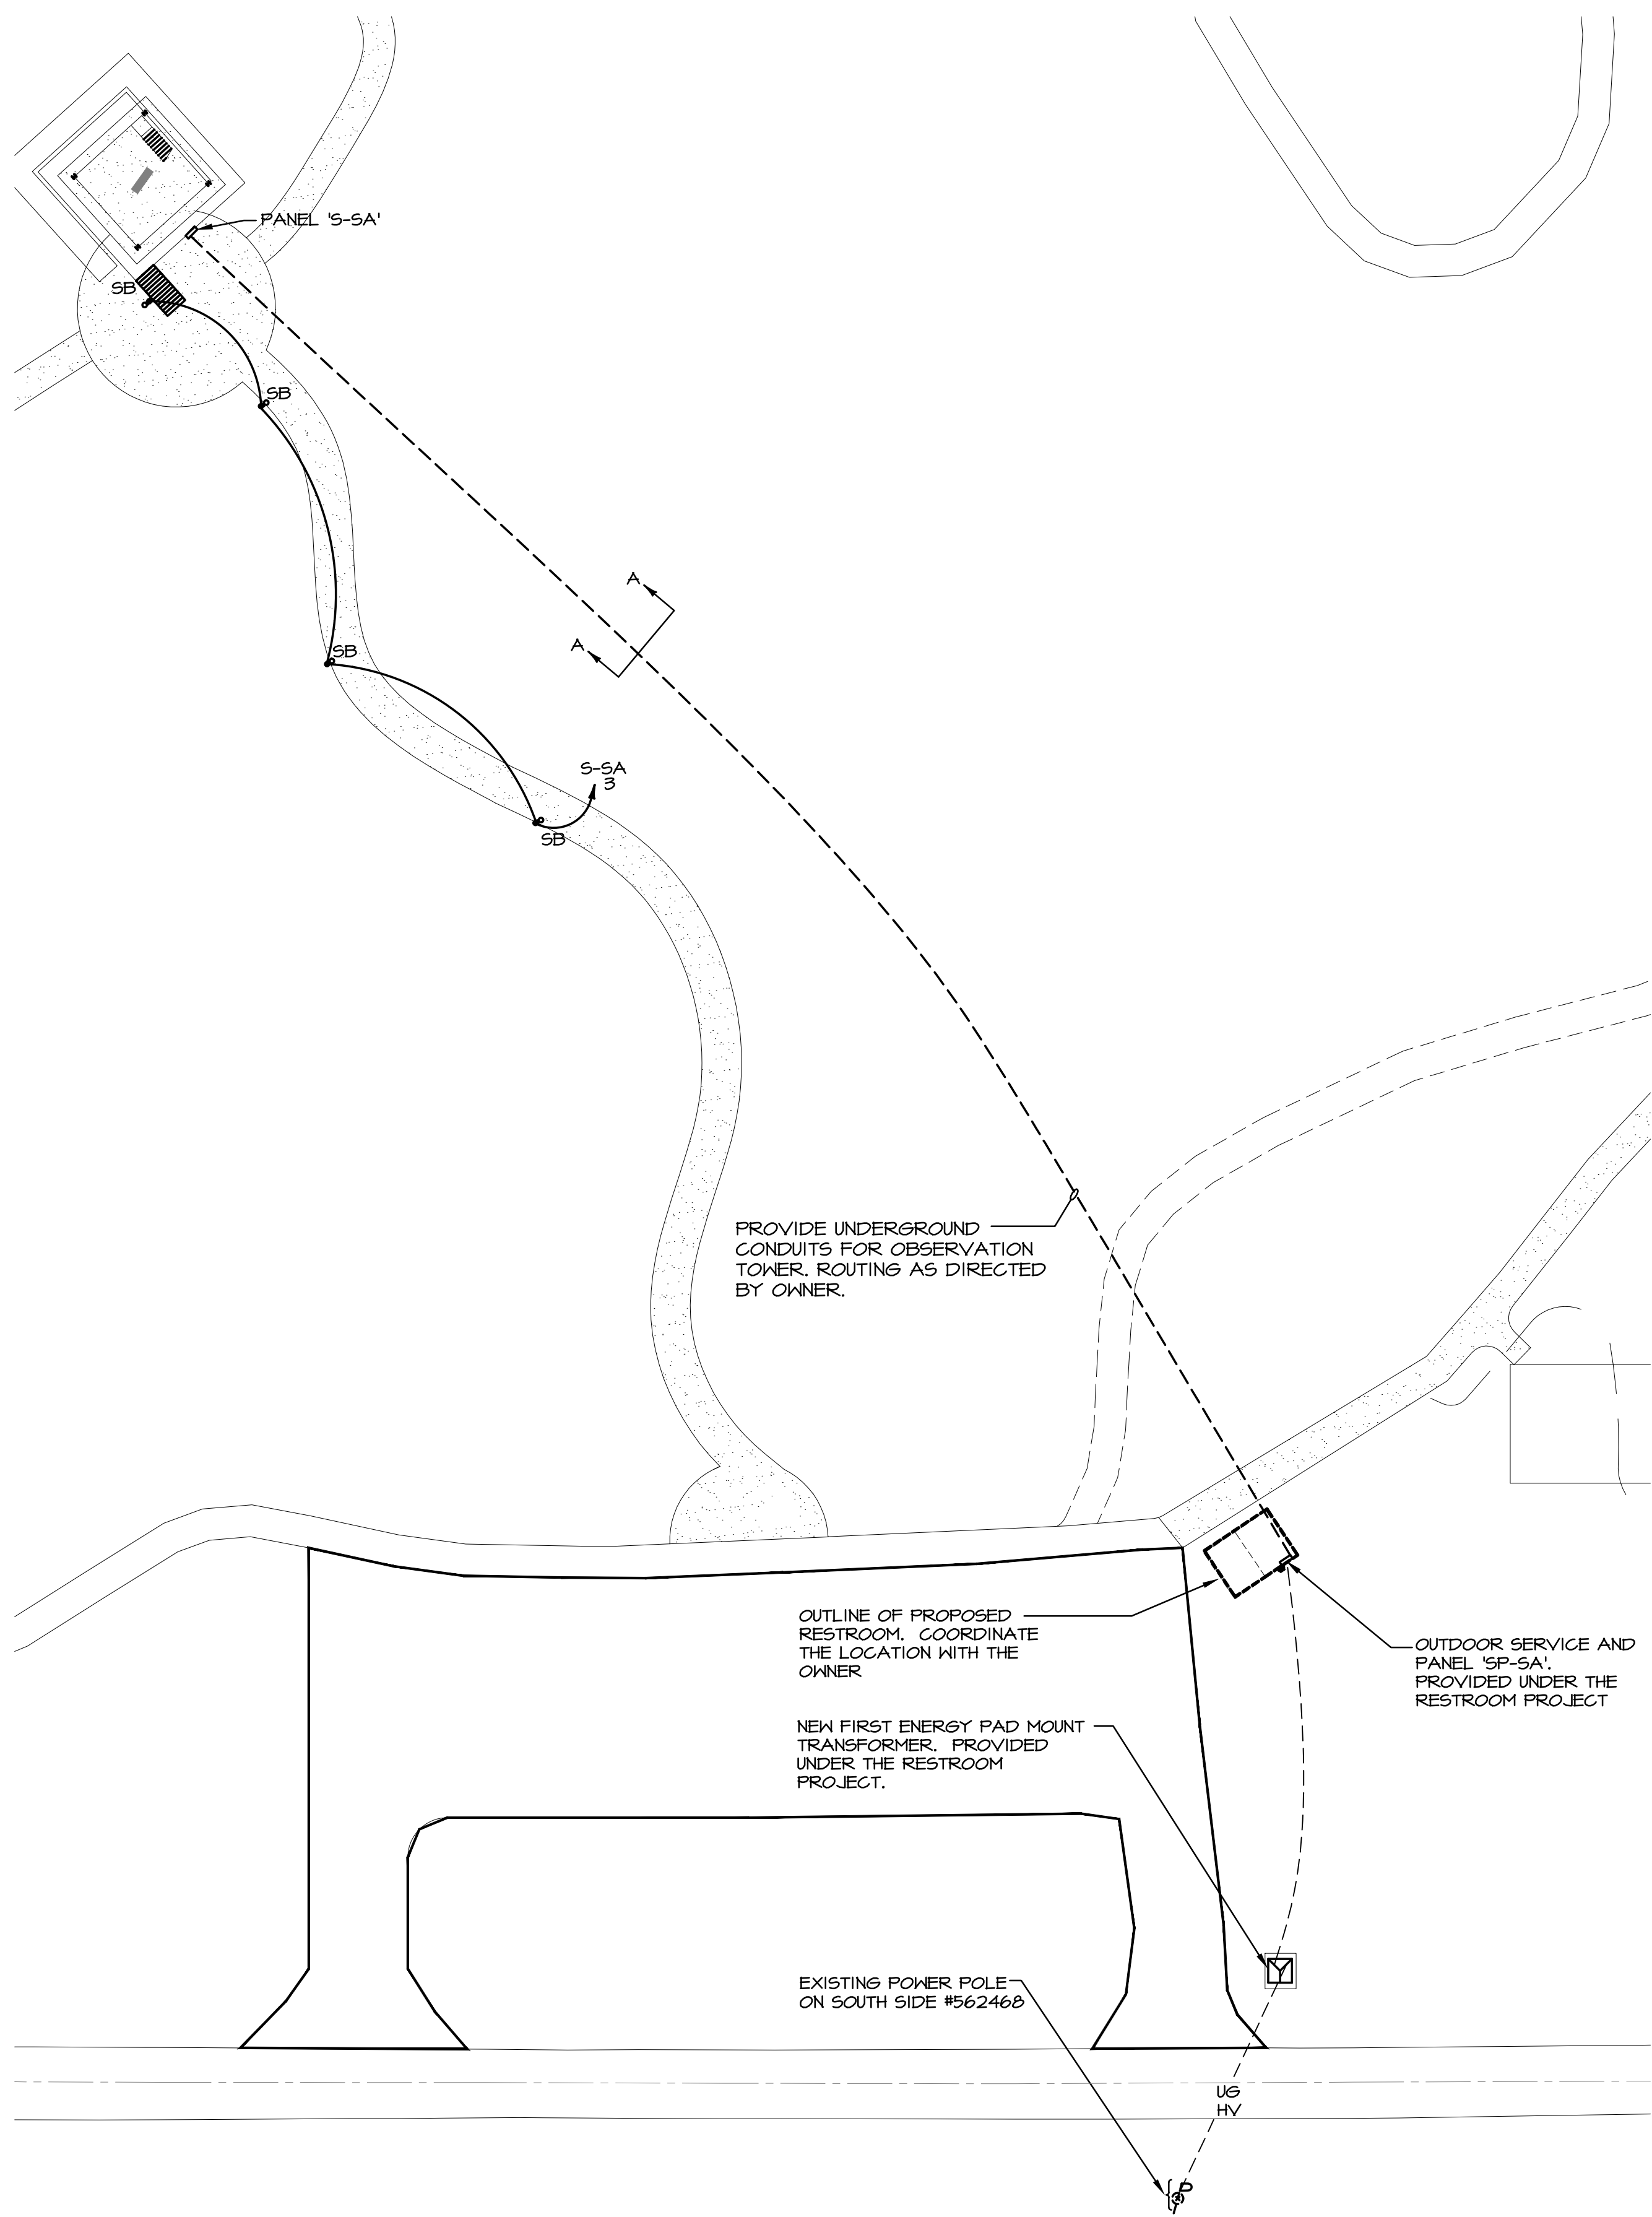 PANEL 'S-SA'
SB
SB
A
A
SB
S-SA
3
SB
PROVIDE UNDERGROUND
CONDUITS FOR OBSERVATION
TOWER. ROUTING AS DIRECTED
BY OWNER.
OUTLINE OF PROPOSED
RESTROOM. COORDINATE
THE LOCATION WITH THE
OWNER
OUTDOOR SERVICE AND
PANEL 'SP-SA'.
PROVIDED UNDER THE
RESTROOM PROJECT
NEW FIRST ENERGY PAD MOUNT
TRANSFORMER. PROVIDED
UNDER THE RESTROOM
PROJECT.
Y
EXISTING POWER POLE
ON SOUTH SIDE #562468
UG
HV
P